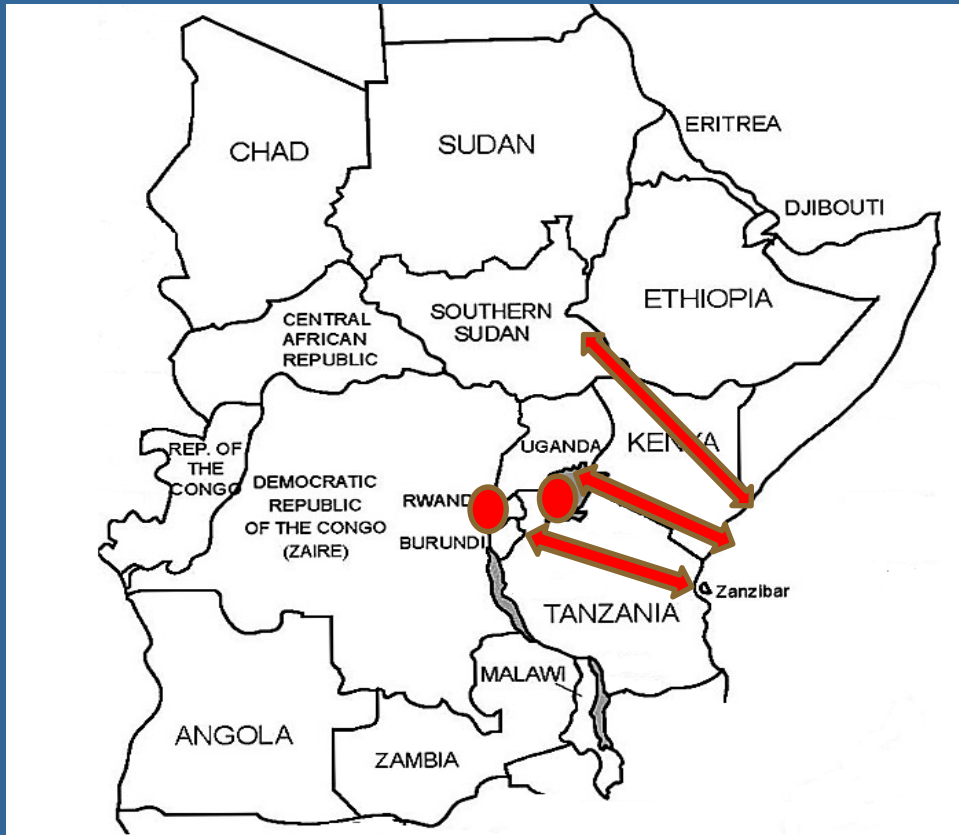 CHAD
SUDAN
ERITREA
DJIBOUTI
ETHIOPIA
SOUTHERN
SUDAN
CENTRAL
AFRICAN
REPUBLIC
UGANDA
KENYA
REP. OF
THE
CONGO
DEMOCRATIC
REPUBLIC
OF THE CONGO
(ZAIRE)
RWAND
BURUNDI
Zanzibar
TANZANIA
MALAWI
ANGOLA
ZAMBIA